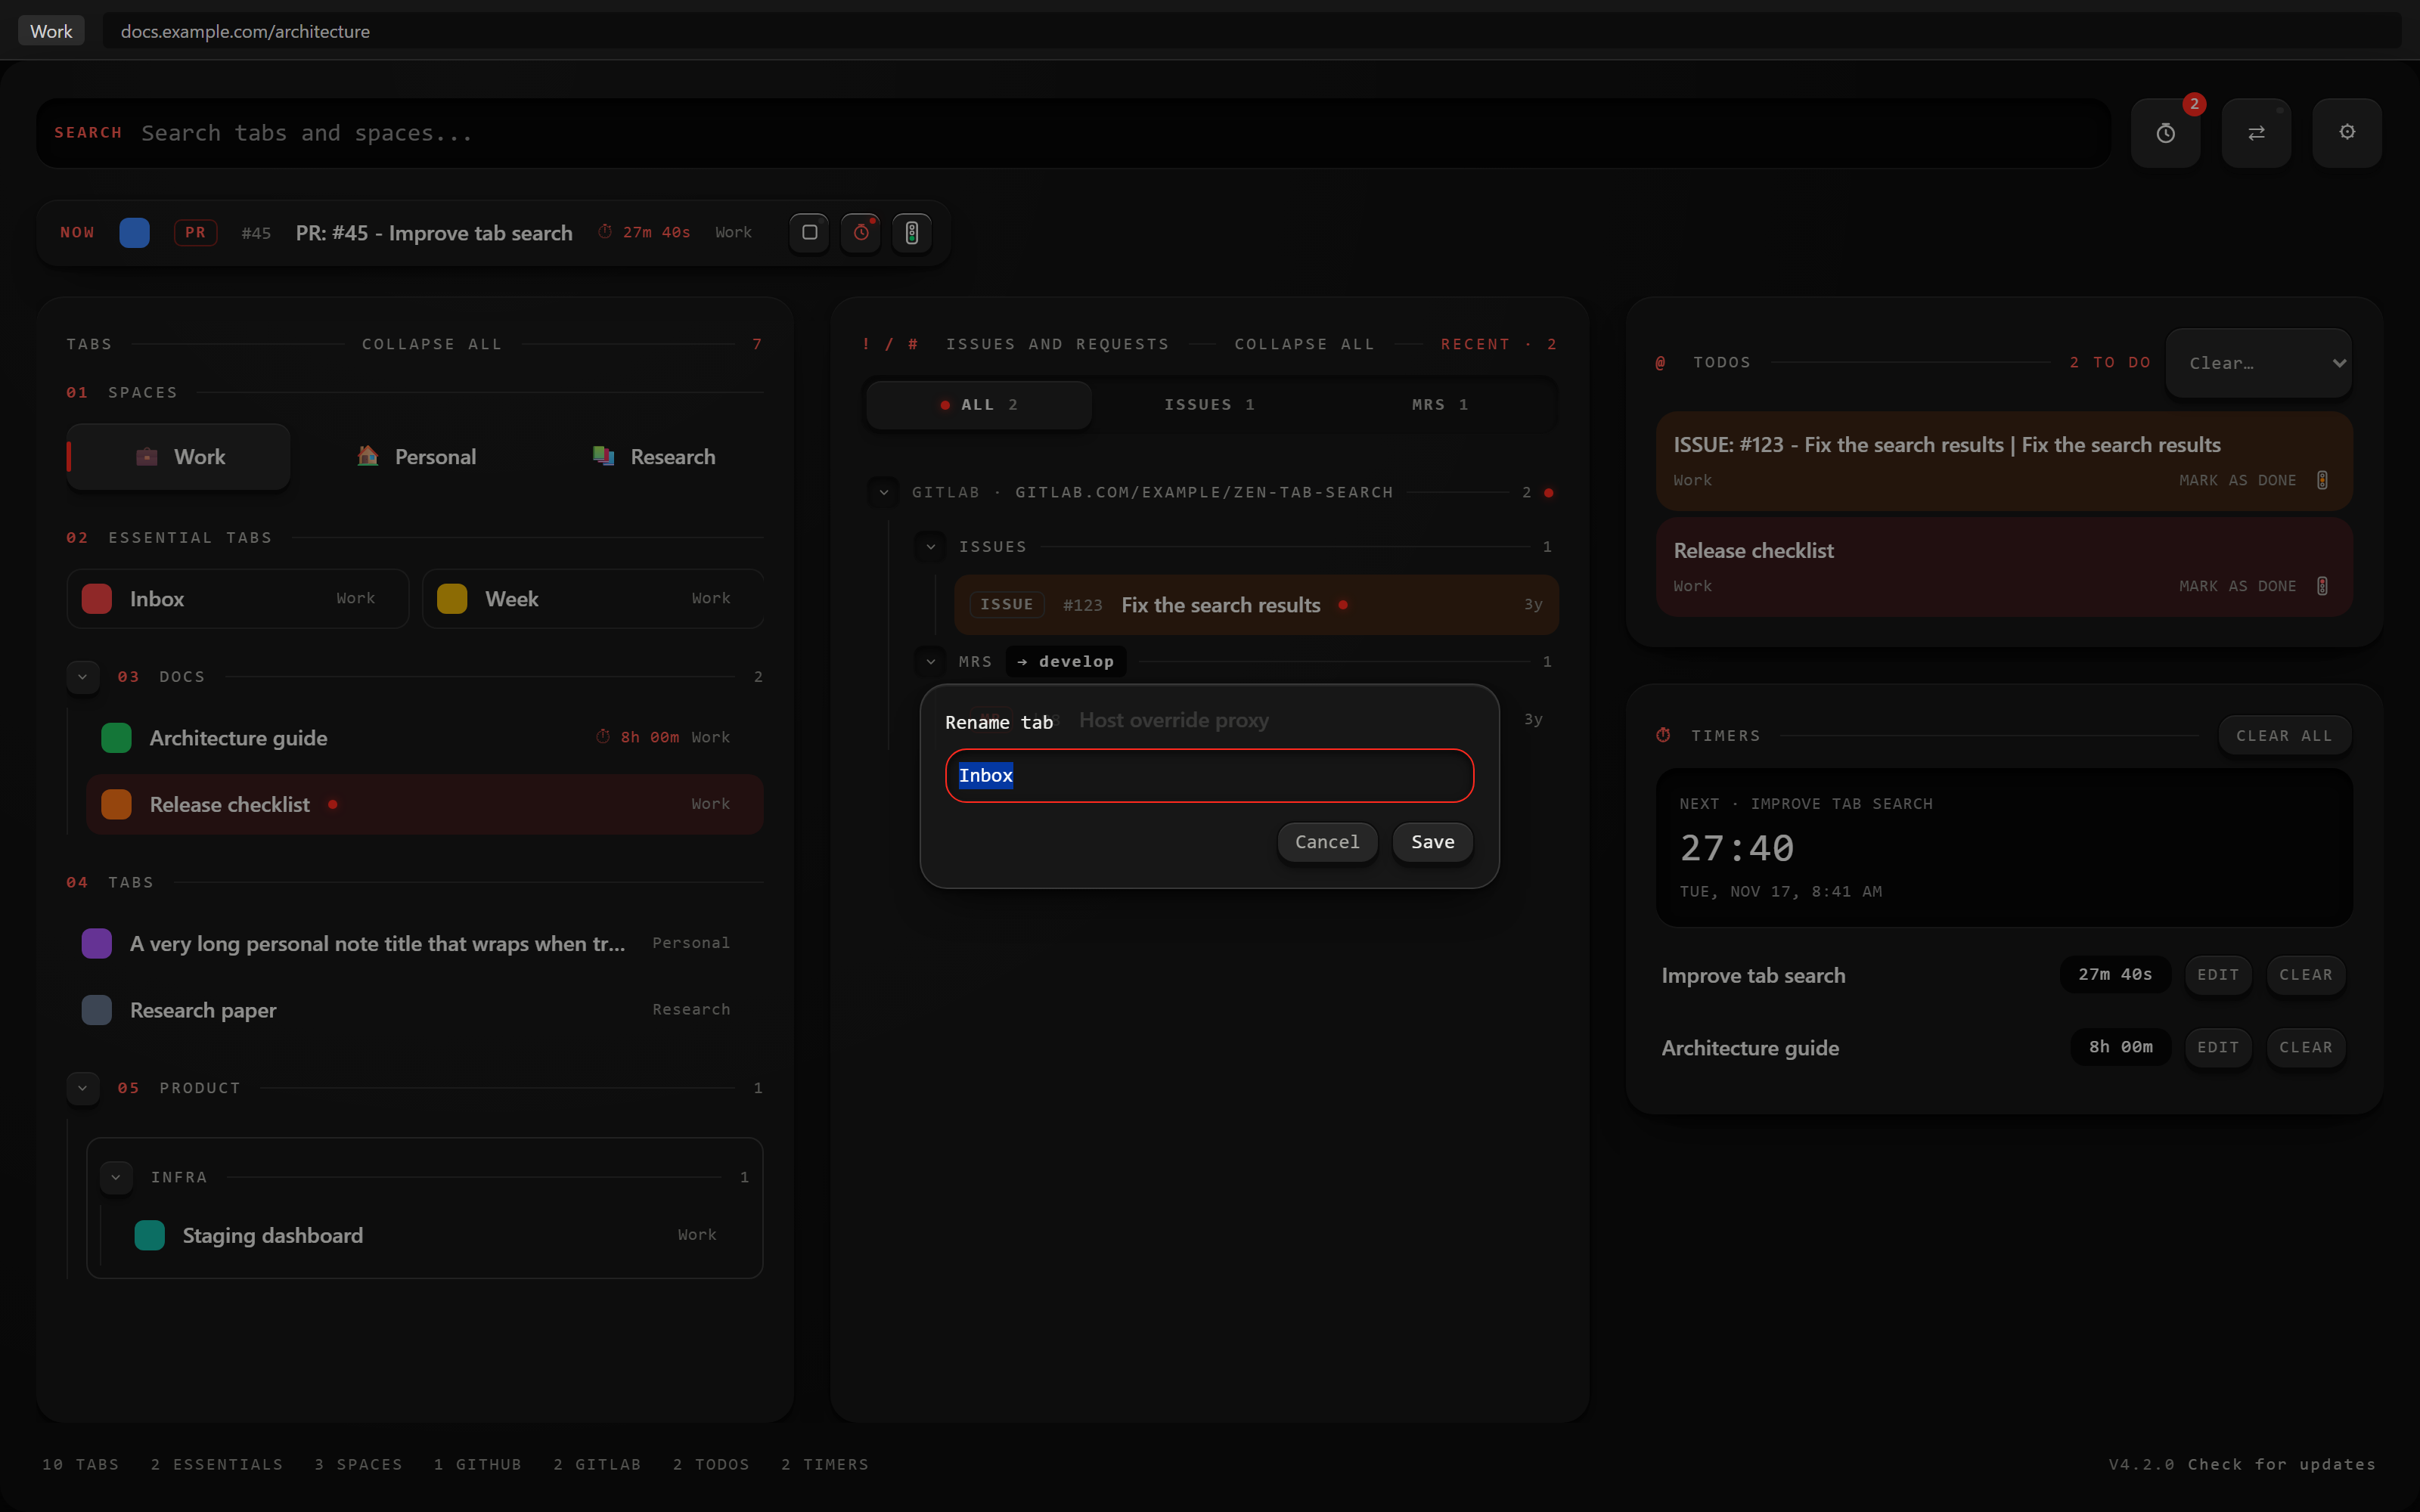 Work
docs.example.com/architecture
SEARCH Search tabs and spaces...
2
NOW PR #45 PR: #45 - Improve tab search 27m 40s Work
TABS COLLAPSE ALL 7
01 SPACES
Work Personal Research
02 ESSENTIAL TABS
Inbox Work
Week Work
03 DOCS 2
Architecture guide 8h 00m Work
Release checklist Work
04 TABS
A very long personal note title that wraps when tr... Personal
Research paper Research
05 PRODUCT 1
INFRA 1
Staging dashboard Work
! / # ISSUES AND REQUESTS COLLAPSE ALL RECENT · 2
ALL 2 ISSUES 1 MRS 1
GITLAB · GITLAB.COM/EXAMPLE/ZEN-TAB-SEARCH 2
ISSUES 1
ISSUE #123 Fix the search results 3y
MRS → develop 1
Host override proxy 3y
Rename tab
Inbox
Cancel Save
@ TODOS 2 TO DO Clear…
ISSUE: #123 - Fix the search results | Fix the search results
Work MARK AS DONE
Release checklist
Work MARK AS DONE
TIMERS CLEAR ALL
NEXT · IMPROVE TAB SEARCH
27:40
TUE, NOV 17, 8:41 AM
Improve tab search 27m 40s EDIT CLEAR
Architecture guide 8h 00m EDIT CLEAR
10 TABS 2 ESSENTIALS 3 SPACES 1 GITHUB 2 GITLAB 2 TODOS 2 TIMERS
V4.2.0 Check for updates